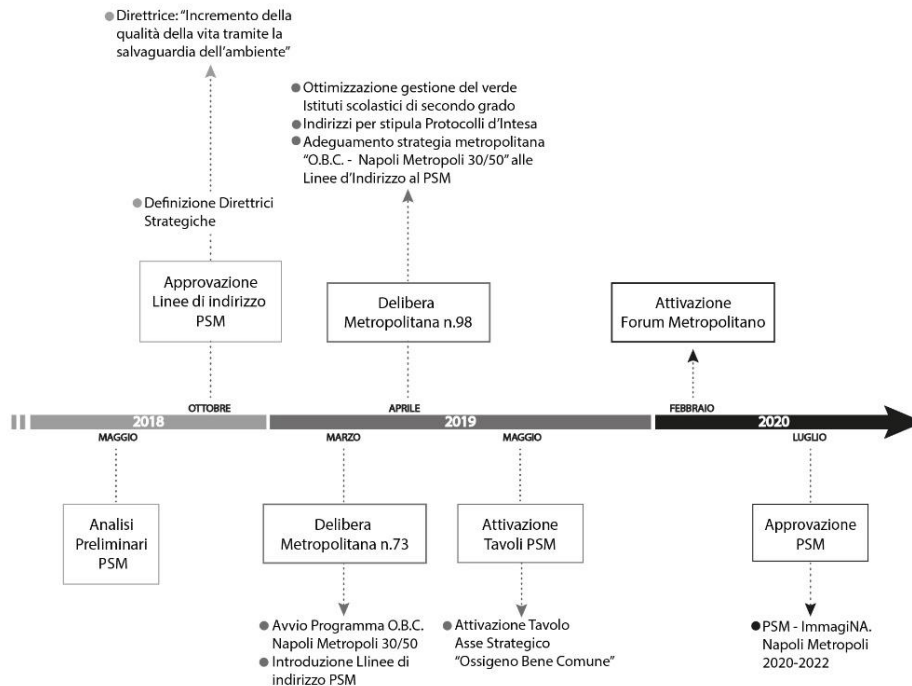 Direttrice: “Incremento della
qualità della vita tramite la
salvaguardia dell’ambiente”
Ottimizzazione gestione del verde
Istituti scolastici di secondo grado
Indirizzi per stipula Protocolli d’Intesa
Adeguamento strategia metropolitana
“O.B.C. - Napoli Metropoli 30/50” alle
Linee d’Indirizzo al PSM
Definizione Direttrici
Strategiche
Approvazione
Linee di indirizzo
PSM
Delibera
Metropolitana n.98
Attivazione
Forum Metropolitano
OTTOBRE
APRILE
FEBBRAIO
2018
2019
2020
MAGGIO
MARZO
MAGGIO
LUGLIO
Analisi
Preliminari
PSM
Delibera
Metropolitana n.73
Attivazione
Tavoli PSM
Approvazione
PSM
Avvio Programma O.B.C.
Napoli Metropoli 30/50
Introduzione Llinee di
indirizzo PSM
Attivazione Tavolo
Asse Strategico
“Ossigeno Bene Comune”
PSM - ImmagiNA.
Napoli Metropoli
2020-2022